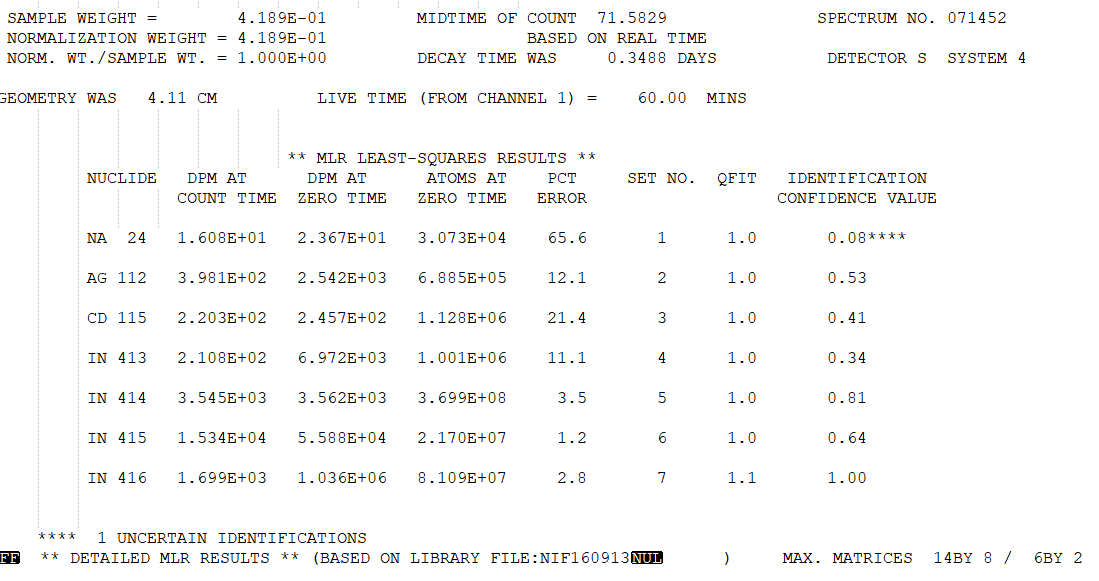 SAMPLE WEIGHT = 4.189E-01 MIDTIME OF COUNT 71.5829 SPECTRUM NO. 071452
NORMALIZATION WEIGHT = 4.189E-01 BASED ON REAL TIME
NORM. WT./SAMPLE WT. = 1.000E+00 DECAY TIME WAS 0.3488 DAYS DETECTOR S SYSTEM 4
GEOMETRY WAS 4.11 CM LIVE TIME (FROM CHANNEL 1) = 60.00 MINS
** MLR LEAST-SQUARES RESULTS **
NUCLIDE DPM AT DPM AT ATOMS AT PCT SET NO. QFIT IDENTIFICATION
COUNT TIME ZERO TIME ZERO TIME ERROR CONFIDENCE VALUE
NA 24 1.608E+01 2.367E+01 3.073E+04 65.6 1 1.0 0.08****
AG 112 3.981E+02 2.542E+03 6.885E+05 12.1 2 1.0 0.53
CD 115 2.203E+02 2.457E+02 1.128E+06 21.4 3 1.0 0.41
IN 413 2.108E+02 6.972E+03 1.001E+06 11.1 4 1.0 0.34
IN 414 3.545E+03 3.562E+03 3.699E+08 3.5 5 1.0 0.81
IN 415 1.534E+04 5.588E+04 2.170E+07 1.2 6 1.0 0.64
IN 416 1.699E+03 1.036E+06 8.109E+07 2.8 7 1.1 1.00
**** 1 UNCERTAIN IDENTIFICATIONS
FF ** DETAILED MLR RESULTS ** (BASED ON LIBRARY FILE:NIF160913NUL ) MAX. MATRICES 14BY 8 / 6BY 2